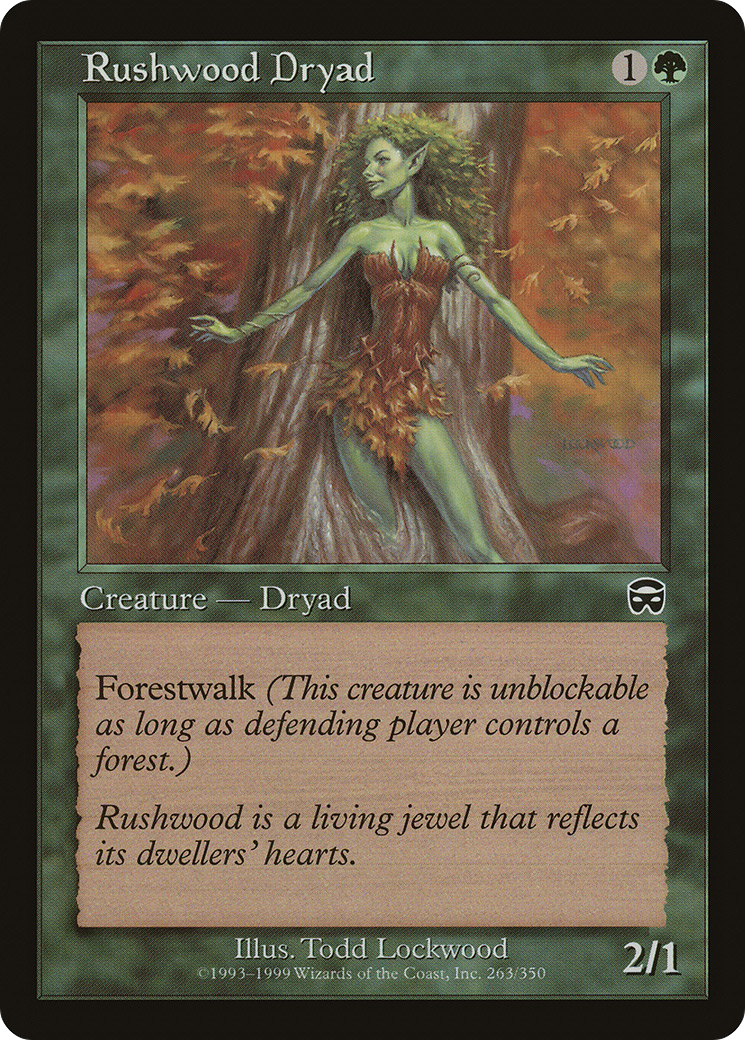 Rushwood Dryad 1
Creature — Dryad
Forestwalk (This creature is unblockable
as long as defending player controls a
forest.)
Rushwood is a living jewel that reflects
its dwellers' hearts.
Illus. Todd Lockwood
©1993–1999 Wizards of the Coast, Inc. 263/350
2/1